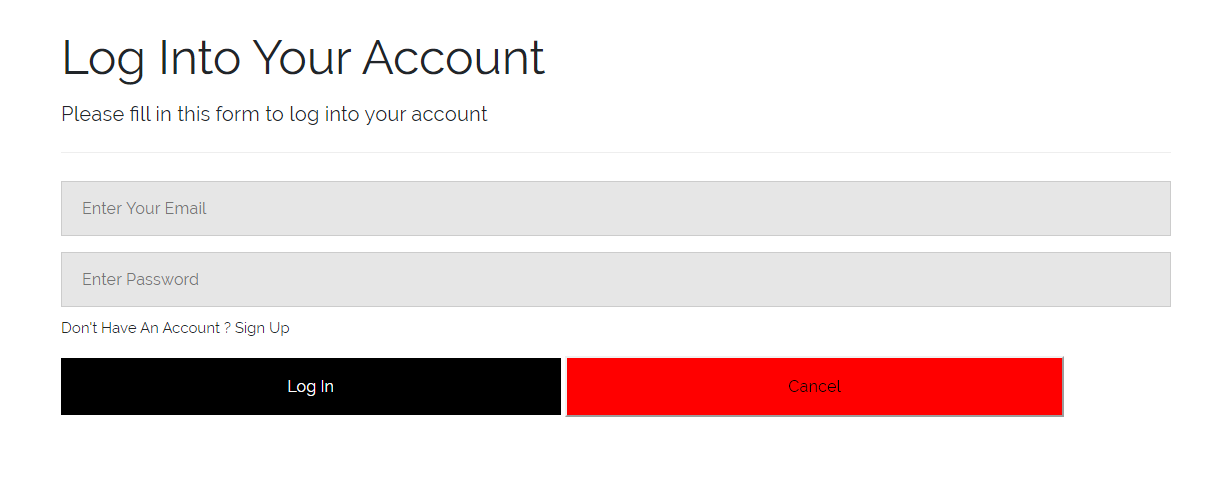 Log Into Your Account
Please fill in this form to log into your account
Enter Your Email
Enter Password
Don't Have An Account ? Sign Up
Log In
Cancel